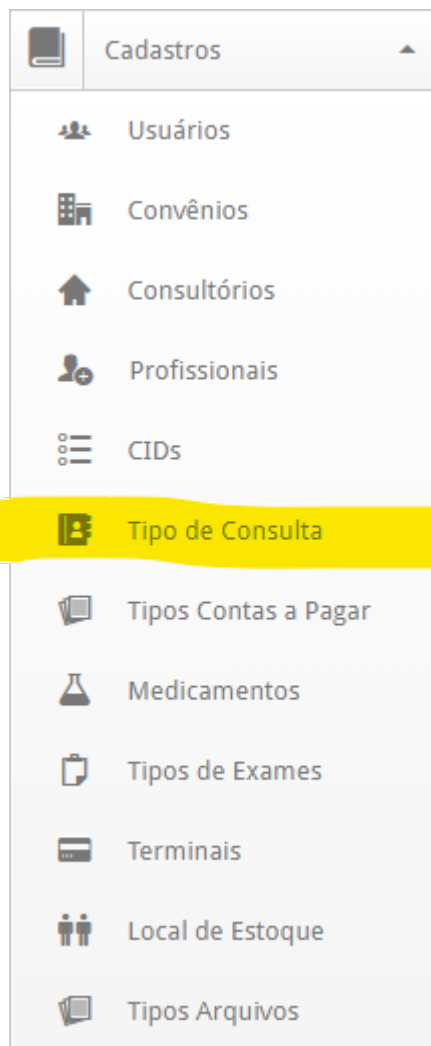 Cadastros
Usuários
Convênios
Consultórios
Profissionais
CIDs
Tipo de Consulta
Tipos Contas a Pagar
Medicamentos
Tipos de Exames
Terminais
Local de Estoque
Tipos Arquivos